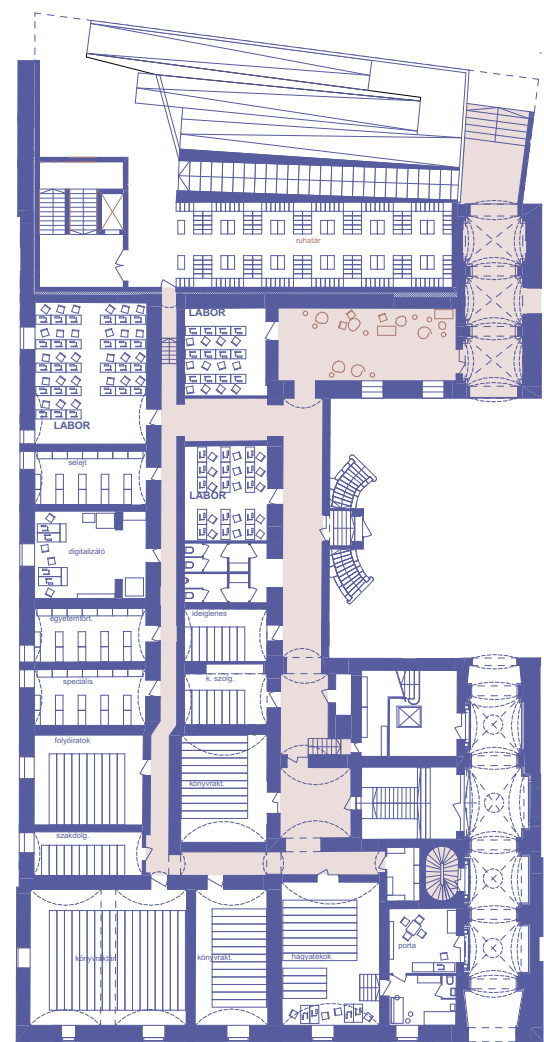 ruhatár
LABOR
LABOR
selejt
LABOR
digitalizáló
egyetemtört.
ideiglenes
speciális
k. szolg.
folyóiratok
könyvrakt.
szakdolg.
porta
könyvraktár
könyvrakt.
hagyatékok